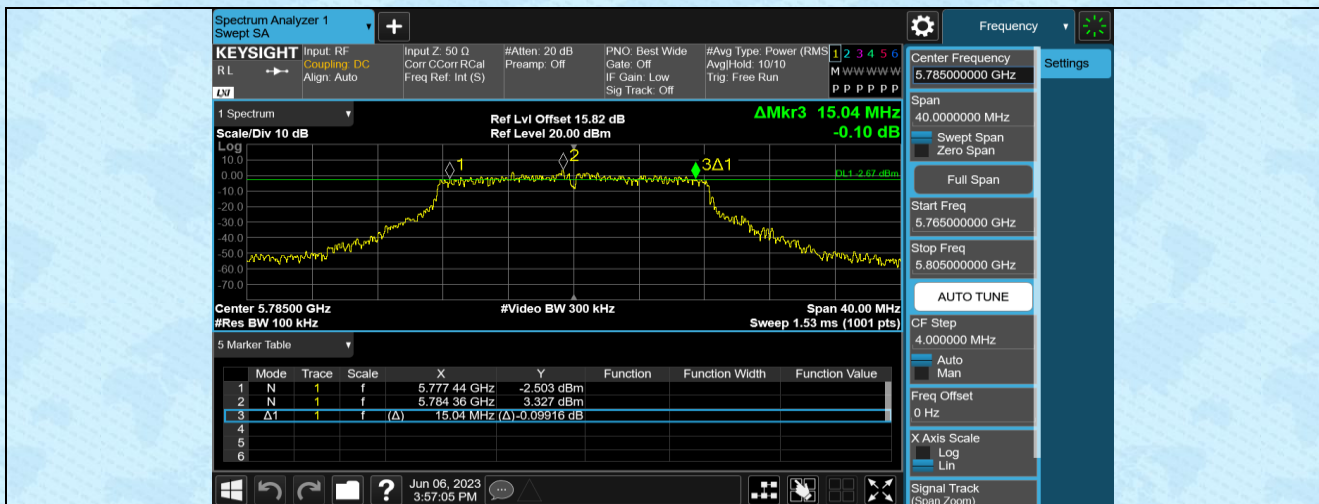 Spectrum Analyzer 1
Swept SA
+
Frequency
KEYSIGHT
RL
LXI
Input: RF
Coupling: DC
Align: Auto
Input Z: 50 Ω
Corr CCorr RCal
Freq Ref: Int (S)
#Atten: 20 dB
Preamp: Off
PNO: Best Wide
Gate: Off
IF Gain: Low
Sig Track: Off
#Avg Type: Power (RMS
Avg|Hold: 10/10
Trig: Free Run
1 2 3 4 5 6
M W W W W W
P P P P P P
1 Spectrum
Scale/Div 10 dB
Ref Lvl Offset 15.82 dB
Ref Level 20.00 dBm
ΔMkr3 15.04 MHz
-0.10 dB
Log
10.0
0.00
-10.0
-20.0
-30.0
-40.0
-50.0
-60.0
-70.0
1
2
3Δ1
DL1 -2.67 dBm
Center 5.78500 GHz
#Res BW 100 kHz
#Video BW 300 kHz
Span 40.00 MHz
Sweep 1.53 ms (1001 pts)
5 Marker Table
Mode Trace Scale X Y Function Function Width Function Value
1 N 1 f 5.777 44 GHz -2.503 dBm
2 N 1 f 5.784 36 GHz 3.327 dBm
3 Δ1 1 f (Δ) 15.04 MHz (Δ) -0.09916 dB
4
5
6
?
Jun 06, 2023
3:57:05 PM
Center Frequency
5.785000000 GHz
Settings
Span
40.0000000 MHz
Swept Span
Zero Span
Full Span
Start Freq
5.765000000 GHz
Stop Freq
5.805000000 GHz
AUTO TUNE
CF Step
4.000000 MHz
Auto
Man
Freq Offset
0 Hz
X Axis Scale
Log
Lin
Signal Track
(Span Zoom)